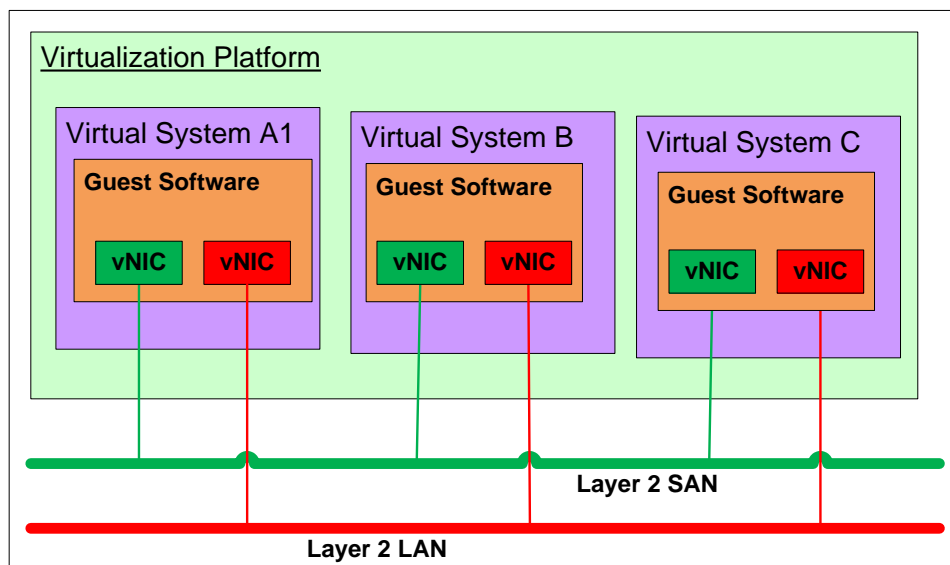 Virtualization Platform
Virtual System A1
Guest Software
vNIC
vNIC
Virtual System B
Guest Software
vNIC
vNIC
Virtual System C
Guest Software
vNIC
vNIC
Layer 2 SAN
Layer 2 LAN